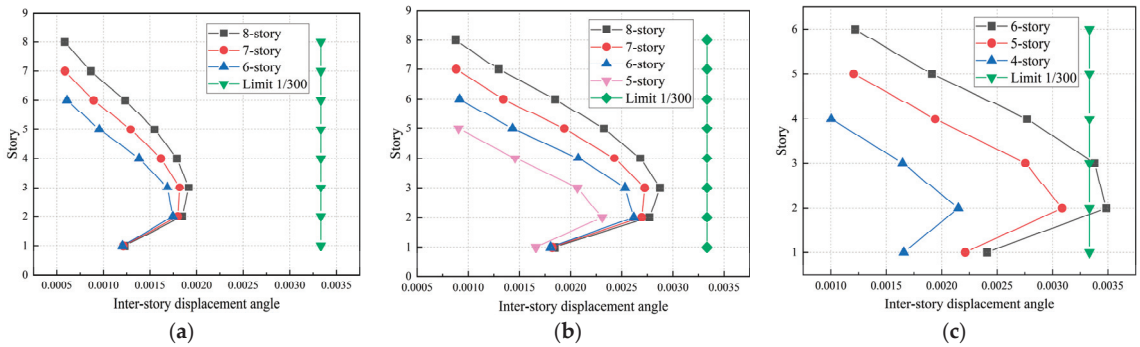 9
8
7
6
5
4
3
2
1
0
Story
8-story
7-story
6-story
Limit 1/300
0.0005 0.0010 0.0015 0.0020 0.0025 0.0030 0.0035
Inter-story displacement angle
(a)
9
8
7
6
5
4
3
2
1
0
Story
8-story
7-story
6-story
5-story
Limit 1/300
0.0005 0.0010 0.0015 0.0020 0.0025 0.0030 0.0035
Inter-story displacement angle
(b)
6
5
4
3
2
1
Story
6-story
5-story
4-story
Limit 1/300
0.0010 0.0015 0.0020 0.0025 0.0030 0.0035
Inter-story displacement angle
(c)